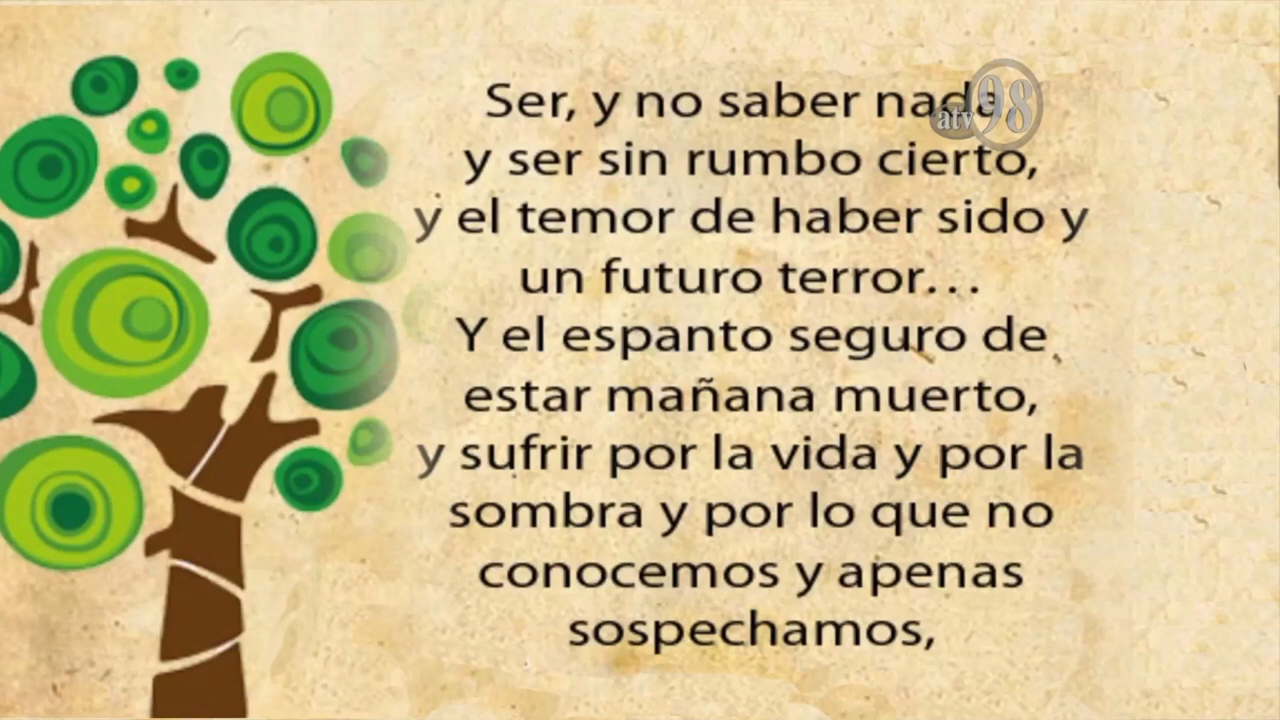 Ser, y no saber nada
y ser sin rumbo cierto,
y el temor de haber sido y
un futuro terror…
Y el espanto seguro de
estar mañana muerto,
y sufrir por la vida y por la
sombra y por lo que no
conocemos y apenas
sospechamos,
atv 98